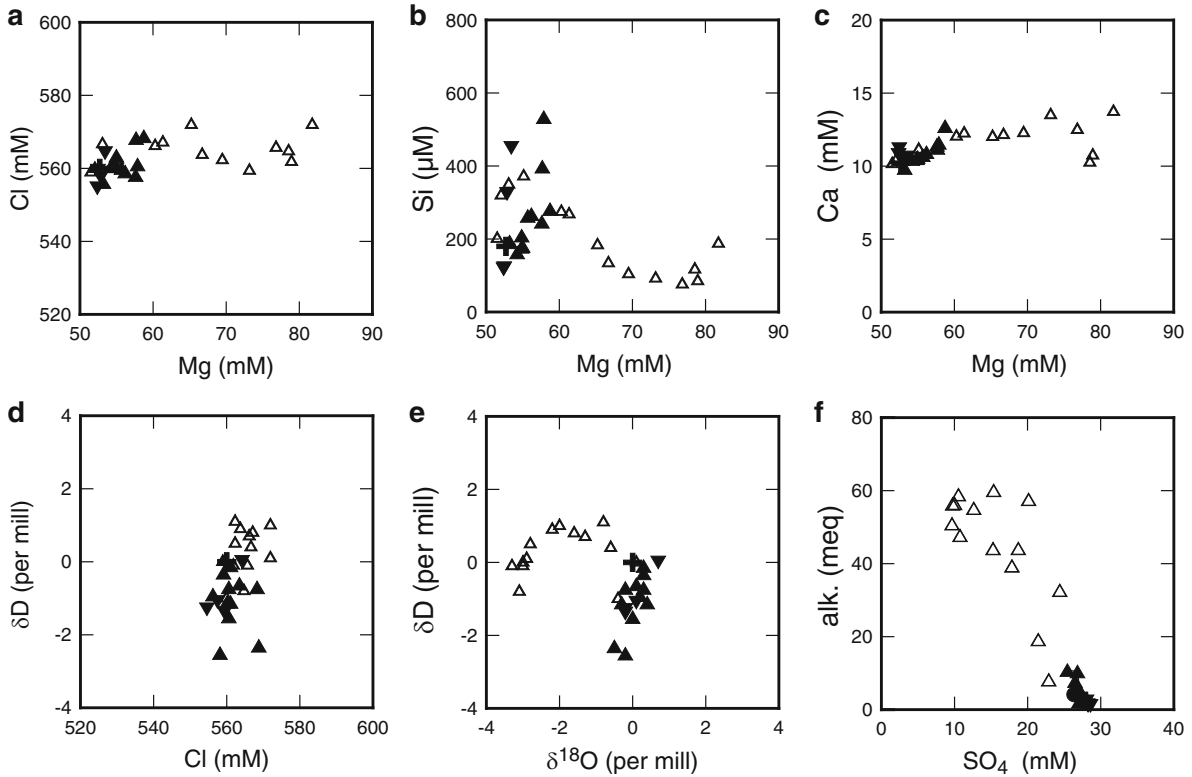 a
560
580
560
540
520
50 60 70 80 90
Cl (mM)
Mg (mM)
b
800
600
400
200
0
50 60 70 80 90
Si (µM)
Mg (mM)
c
20
15
10
5
0
50 60 70 80 90
Ca (mM)
Mg (mM)
d
4
2
0
-2
-4
520 540 560 580 600
δD (per mill)
Cl (mM)
e
4
2
0
-2
-4
-4 -2 0 2 4
δD (per mill)
δ18O (per mill)
f
80
60
40
20
0
0 10 20 30 40
alk. (meq)
SO4 (mM)